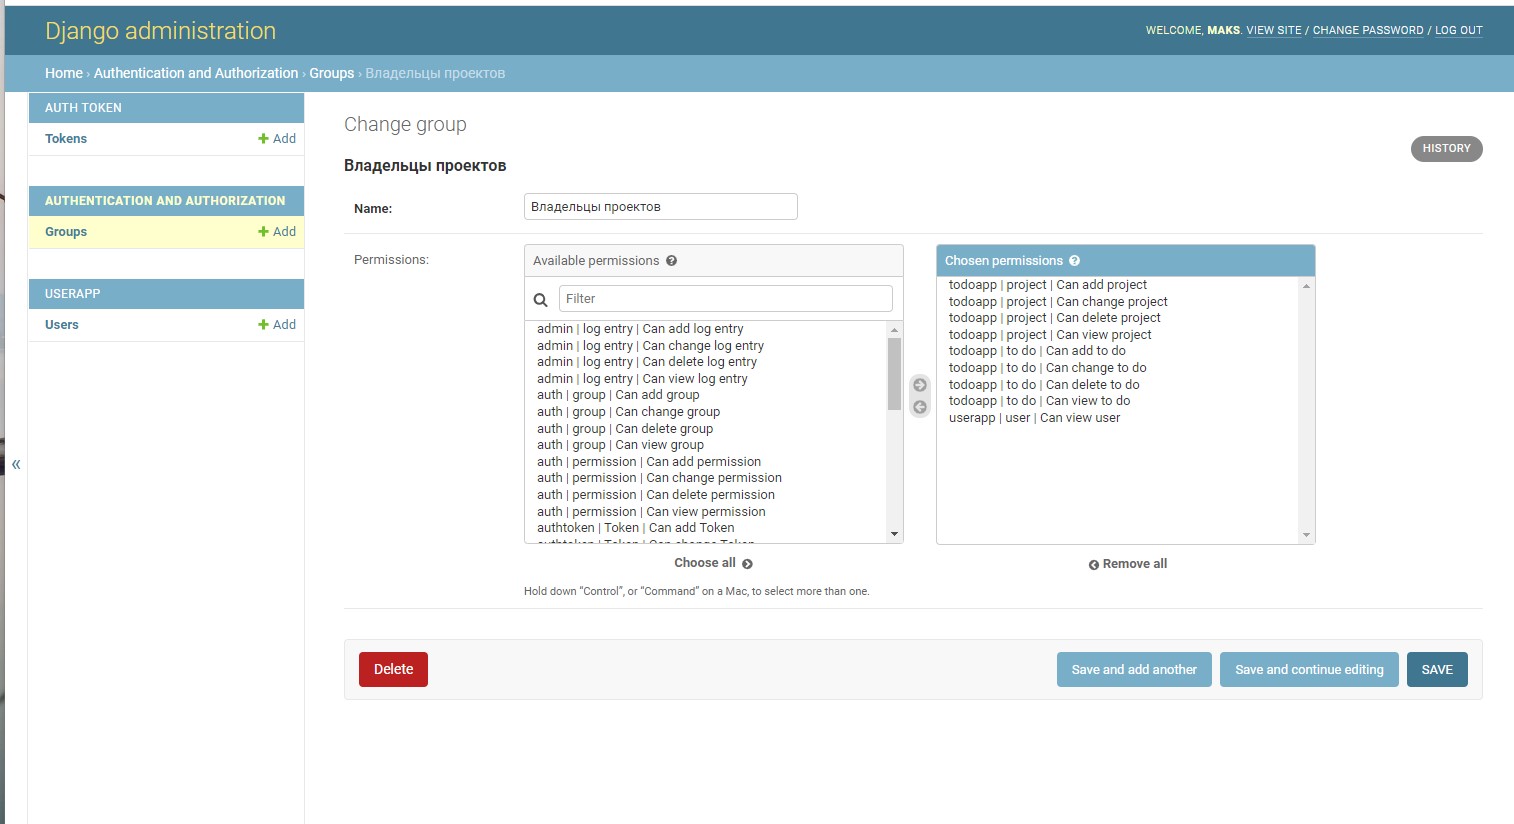 Django administration
WELCOME, MAKS. VIEW SITE / CHANGE PASSWORD / LOG OUT
Home › Authentication and Authorization › Groups › Владельцы проектов
AUTH TOKEN
Tokens
Add
AUTHENTICATION AND AUTHORIZATION
Groups
Add
USERAPP
Users
Add
«
Change group
HISTORY
Владельцы проектов
Name:
Владельцы проектов
Permissions:
Available permissions ?
Filter
admin | log entry | Can add log entry
admin | log entry | Can change log entry
admin | log entry | Can delete log entry
admin | log entry | Can view log entry
auth | group | Can add group
auth | group | Can change group
auth | group | Can delete group
auth | group | Can view group
auth | permission | Can add permission
auth | permission | Can change permission
auth | permission | Can delete permission
auth | permission | Can view permission
authtoken | Token | Can add Token
authtoken | Token | Can change Token
Choose all
Chosen permissions ?
todoapp | project | Can add project
todoapp | project | Can change project
todoapp | project | Can delete project
todoapp | project | Can view project
todoapp | to do | Can add to do
todoapp | to do | Can change to do
todoapp | to do | Can delete to do
todoapp | to do | Can view to do
userapp | user | Can view user
Remove all
Hold down “Control”, or “Command” on a Mac, to select more than one.
Delete
Save and add another
Save and continue editing
SAVE